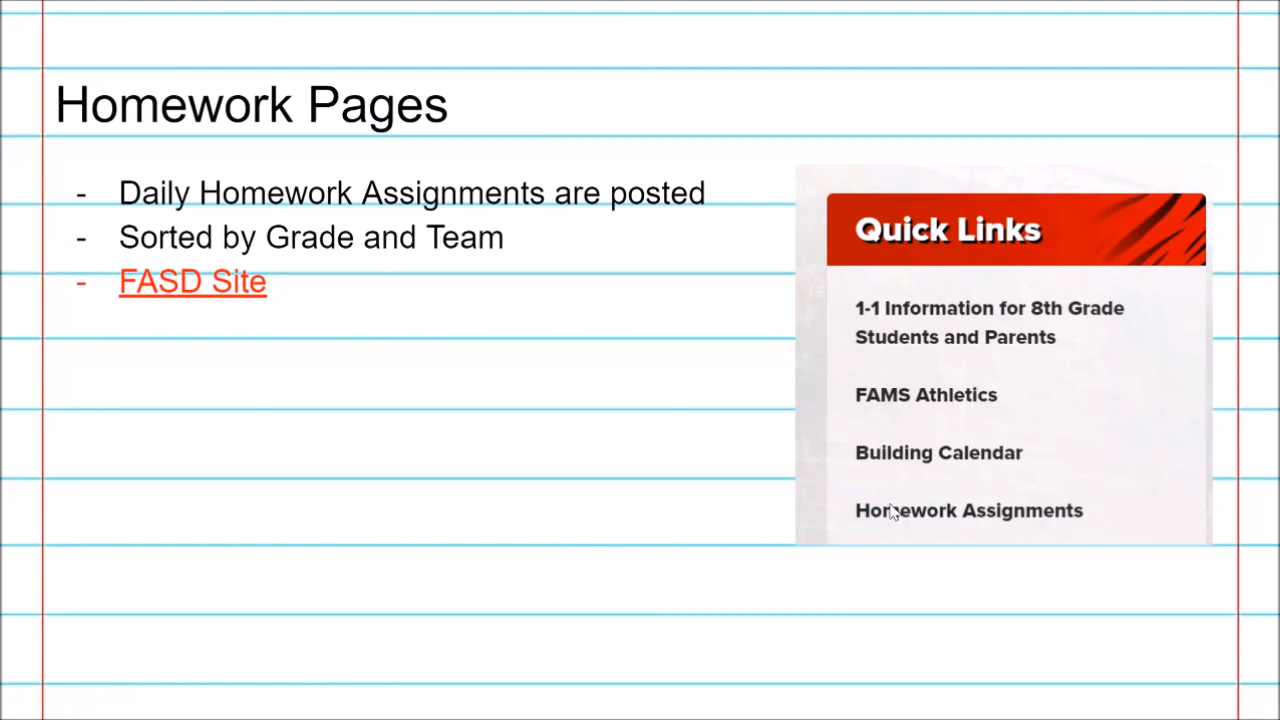 Homework Pages
- Daily Homework Assignments are posted
- Sorted by Grade and Team
- FASD Site
Quick Links
1-1 Information for 8th Grade
Students and Parents
FAMS Athletics
Building Calendar
Homework Assignments